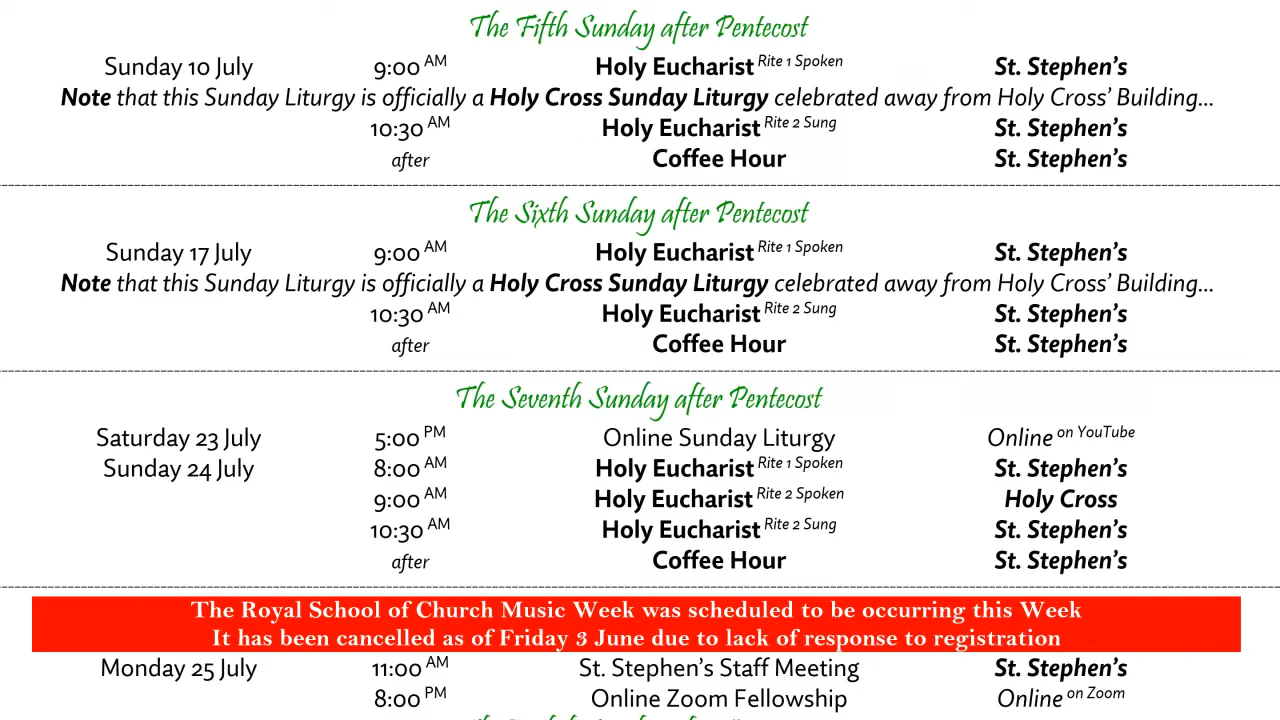 The Fifth Sunday after Pentecost
Sunday 10 July 9:00 AM Holy Eucharist Rite 1 Spoken St. Stephen's
Note that this Sunday Liturgy is officially a Holy Cross Sunday Liturgy celebrated away from Holy Cross' Building...
10:30 AM Holy Eucharist Rite 2 Sung St. Stephen's
after Coffee Hour St. Stephen's
The Sixth Sunday after Pentecost
Sunday 17 July 9:00 AM Holy Eucharist Rite 1 Spoken St. Stephen's
Note that this Sunday Liturgy is officially a Holy Cross Sunday Liturgy celebrated away from Holy Cross' Building...
10:30 AM Holy Eucharist Rite 2 Sung St. Stephen's
after Coffee Hour St. Stephen's
The Seventh Sunday after Pentecost
Saturday 23 July 5:00 PM Online Sunday Liturgy Online on YouTube
Sunday 24 July 8:00 AM Holy Eucharist Rite 1 Spoken St. Stephen's
9:00 AM Holy Eucharist Rite 2 Spoken Holy Cross
10:30 AM Holy Eucharist Rite 2 Sung St. Stephen's
after Coffee Hour St. Stephen's
The Royal School of Church Music Week was scheduled to be occurring this Week
It has been cancelled as of Friday 3 June due to lack of response to registration
Monday 25 July 11:00 AM St. Stephen's Staff Meeting St. Stephen's
8:00 PM Online Zoom Fellowship Online on Zoom